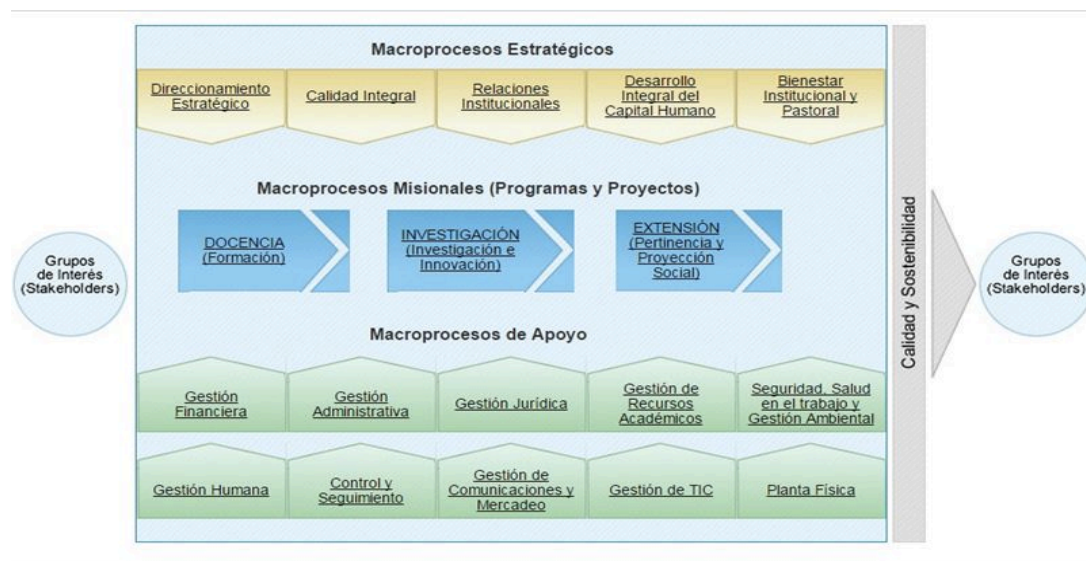 Macroprocesos Estratégicos
Direccionamiento
Estratégico
Calidad Integral
Relaciones
Institucionales
Desarrollo
Integral del
Capital Humano
Bienestar
Institucional y
Pastoral
Macroprocesos Misionales (Programas y Proyectos)
Grupos
de Interés
(Stakeholders)
DOCENCIA
(Formación)
INVESTIGACIÓN
(Investigación e
Innovación)
EXTENSIÓN
(Pertinencia y
Proyección
Social)
Macroprocesos de Apoyo
Gestión
Financiera
Gestión
Administrativa
Gestión Jurídica
Gestión de
Recursos
Académicos
Seguridad, Salud
en el trabajo y
Gestión Ambiental
Gestión Humana
Control y
Seguimiento
Gestión de
Comunicaciones y
Mercadeo
Gestión de TIC
Planta Física
Calidad y Sostenibilidad
Grupos
de Interés
(Stakeholders)